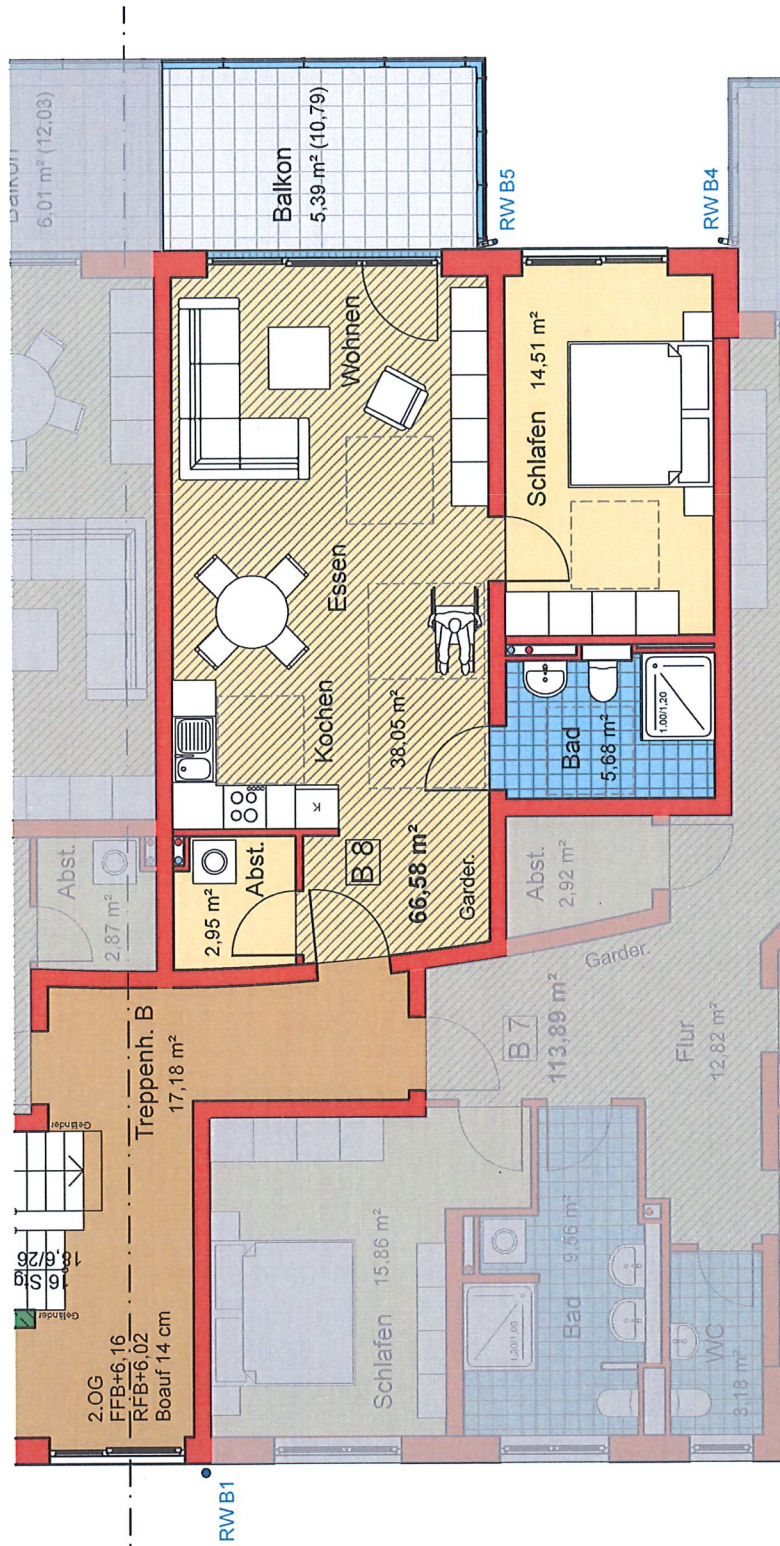 Balkon
6,01 m² (12,03)
Balkon
5,39 m² (10,79)
RW B5
RW B4
Wohnen
Schlafen 14,51 m²
Essen
Kochen
38,05 m²
Bad
5,68 m²
1.00/1,20
K
Abst.
2,87 m²
Abst.
2,95 m²
B 8
66,58 m²
Garder.
Abst.
2,92 m²
Garder.
Treppenh. B
17,18 m²
B 7
113,89 m²
Flur
12,82 m²
Geländer
16 Stg
18,6/26
Geländer
2.OG
FFB+6,16
RFB+6,02
Boauf 14 cm
Schlafen 15,86 m²
Bad 9.56 m²
1,20/1,00
WC
3,18 m²
RW B1